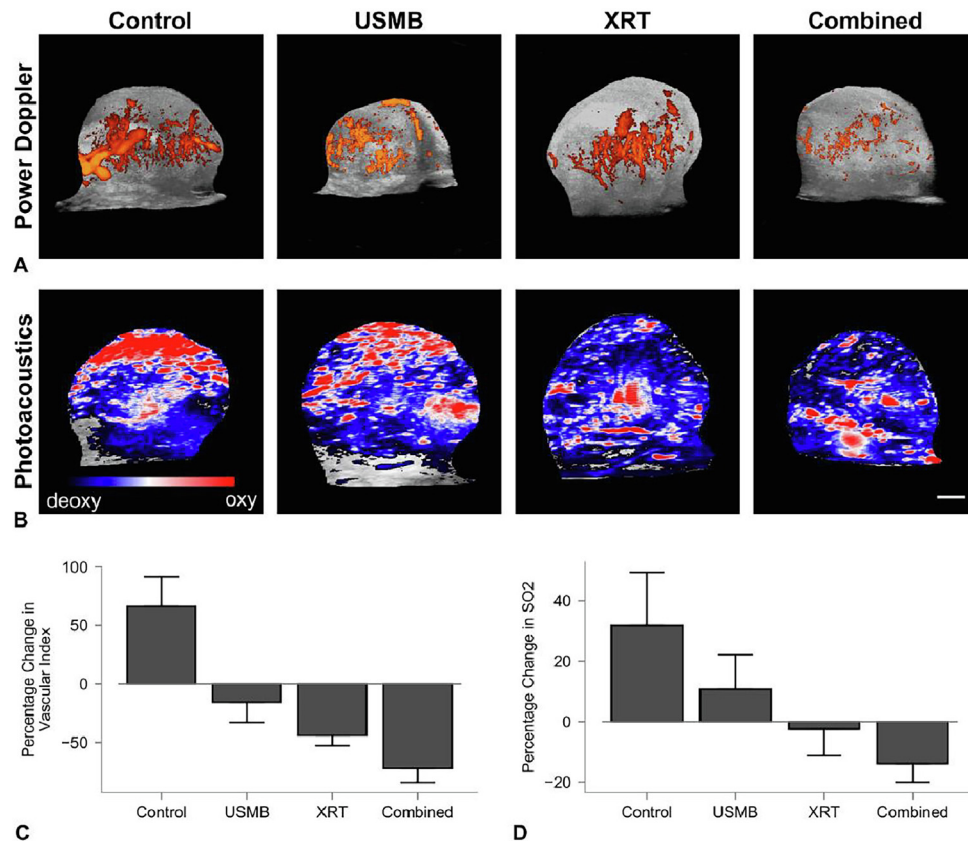 Control USMB XRT Combined
Power Doppler
A
Photoacoustics
deoxy oxy
B
Percentage Change in
Vascular Index
100
50
0
−50
Control USMB XRT Combined
C
Percentage Change in SO2
40
20
0
−20
Control USMB XRT Combined
D